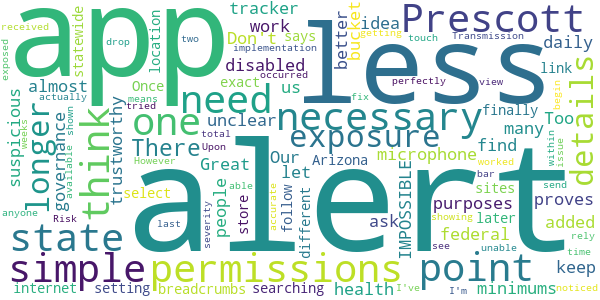 app
less
alert
Prescott
tracker
Don't
says
idea
work
disabled
bucket
daily
better
location
statewide
received
two
drop
implementation
getting
touch
Transmission
exposed
view
occurred
perfectly
fix
exact
us
link
almost
Once
tried
need
necessary
details
one
unclear
finally
Too
many
begin
issue
within
exposure
suspicious
longer
governance
available
shown
actually
weeks
think
trustworthy
means
total
However
Upon
There
Our
let
find
Arizona
microphone
IMPOSSIBLE
Great
people
store
able
select
different
follow
ask
purposes
sites
later
proves
added
send
rely
anyone
Risk
last
severity
accurate
worked
bar
noticed
showing
see
unable
time
state
point
federal
keep
simple
permissions
health
minimums
internet
setting
breadcrumbs
searching
I'm
I've